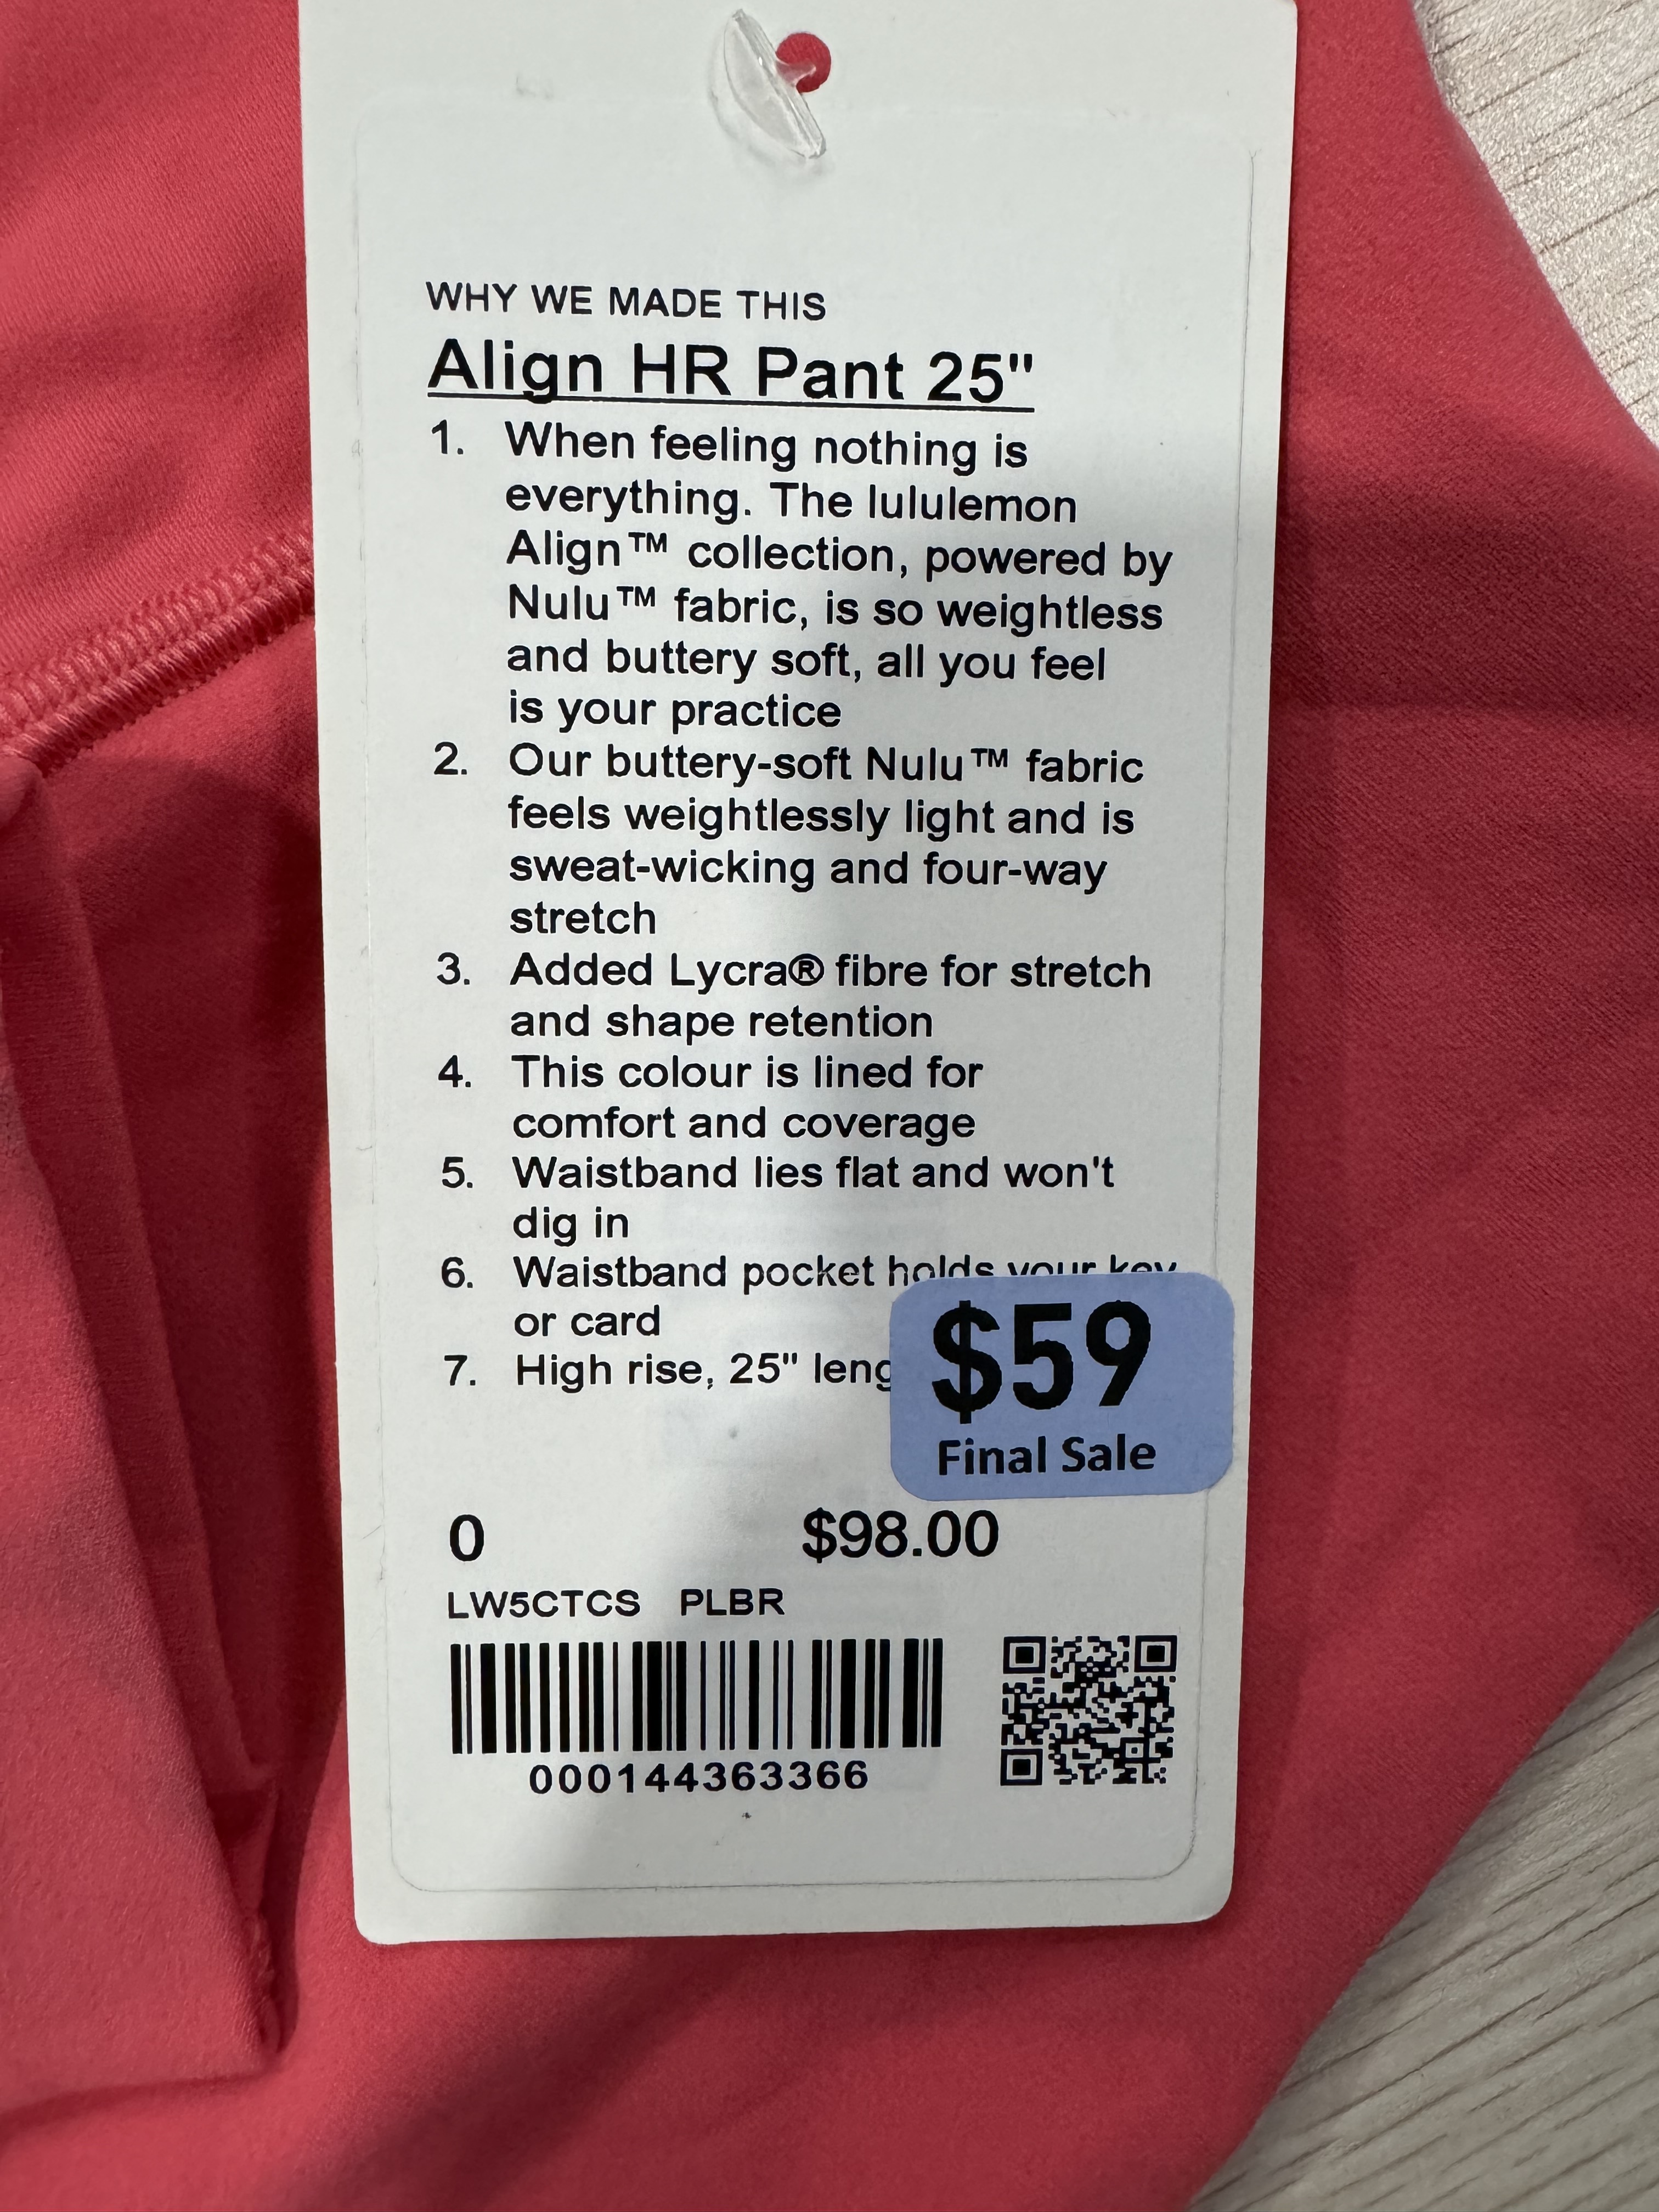 WHY WE MADE THIS
Align HR Pant 25"
1. When feeling nothing is
everything. The lululemon
Align™ collection, powered by
Nulu™ fabric, is so weightless
and buttery soft, all you feel
is your practice
2. Our buttery-soft Nulu™ fabric
feels weightlessly light and is
sweat-wicking and four-way
stretch
3. Added Lycra® fibre for stretch
and shape retention
4. This colour is lined for
comfort and coverage
5. Waistband lies flat and won't
dig in
6. Waistband pocket holds your key
or card
7. High rise, 25" leng
$59
Final Sale
0 $98.00
LW5CTCS PLBR
000144363366